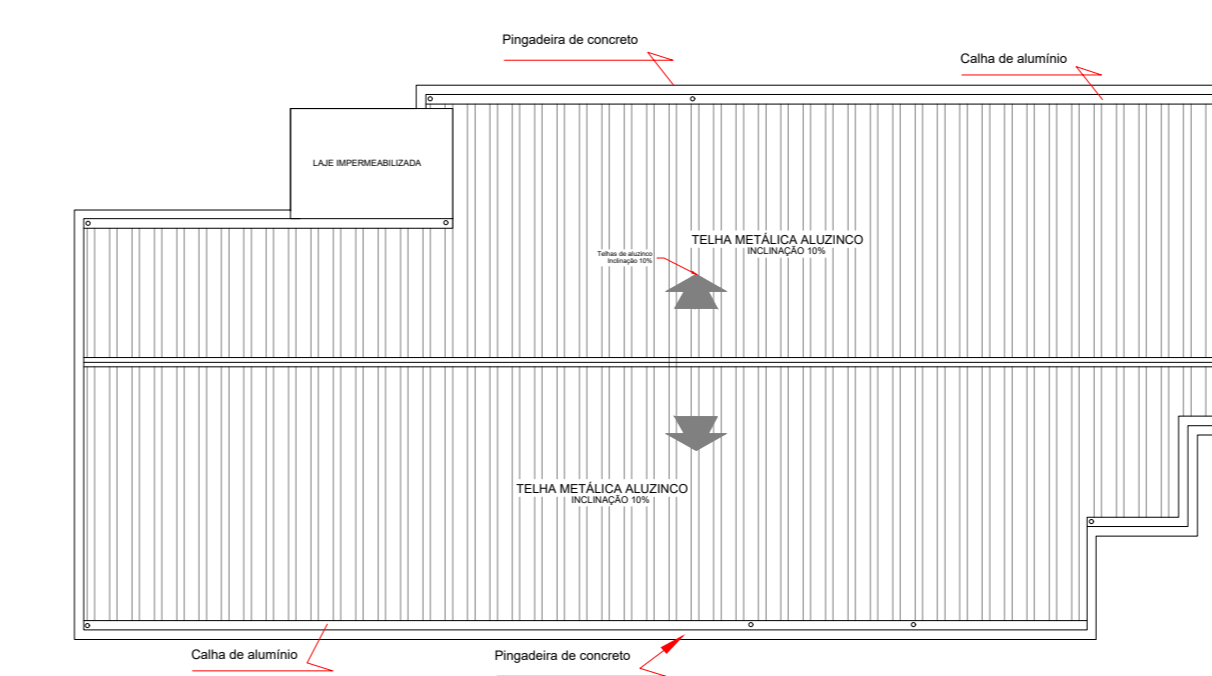 Pingadeira de concreto
Calha de alumínio
LAJE IMPERMEABILIZADA
TELHA METÁLICA ALUZINCO
INCLINAÇÃO 10%
Telhas de aluzinco
Inclinação 10%
TELHA METÁLICA ALUZINCO
INCLINAÇÃO 10%
Calha de alumínio
Pingadeira de concreto